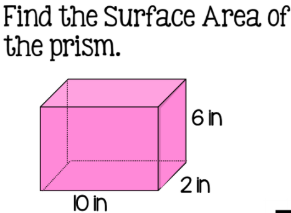 Find the Surface Area of
the prism.
6 in
2 in
10 in